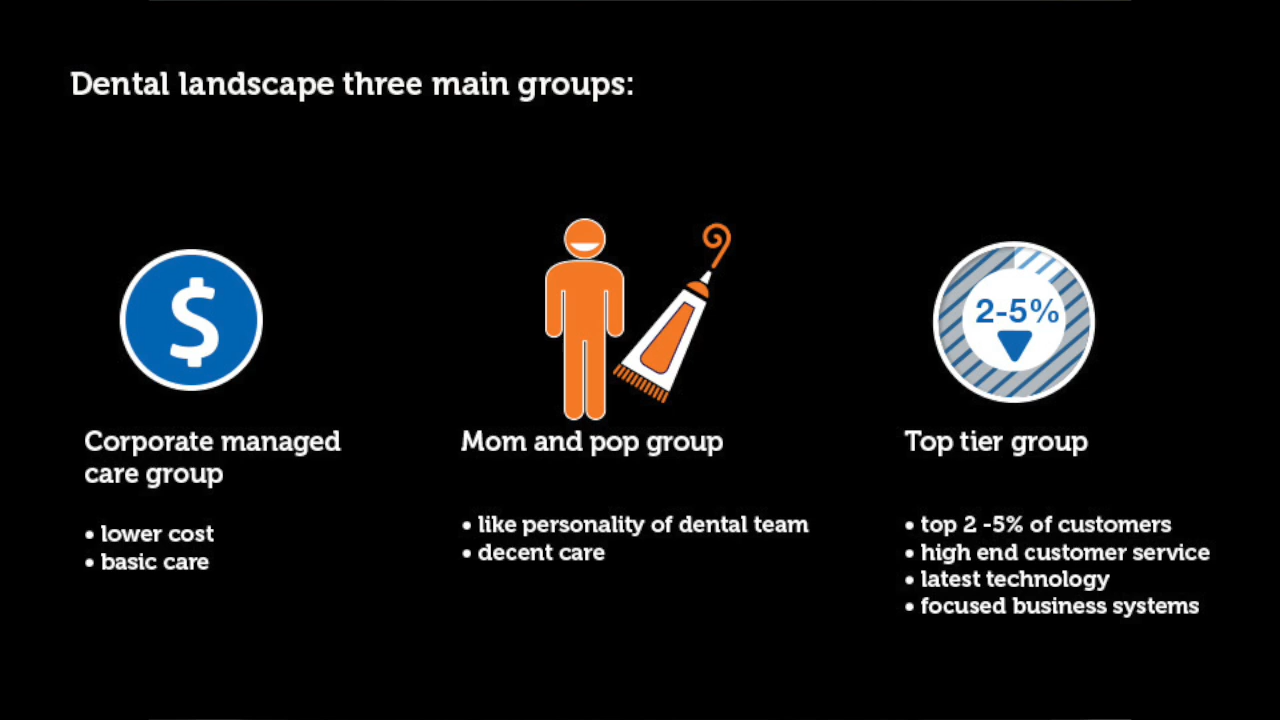 Dental landscape three main groups:
$
2-5%
Corporate managed
care group
• lower cost
• basic care
Mom and pop group
• like personality of dental team
• decent care
Top tier group
• top 2 -5% of customers
• high end customer service
• latest technology
• focused business systems